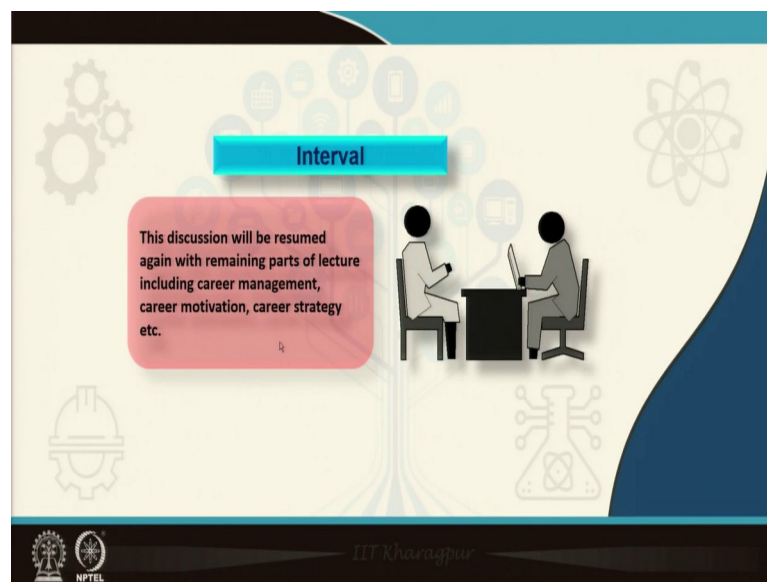 Interval
This discussion will be resumed
again with remaining parts of lecture
including career management,
career motivation, career strategy
etc.
IIT Kharagpur
NPTEL